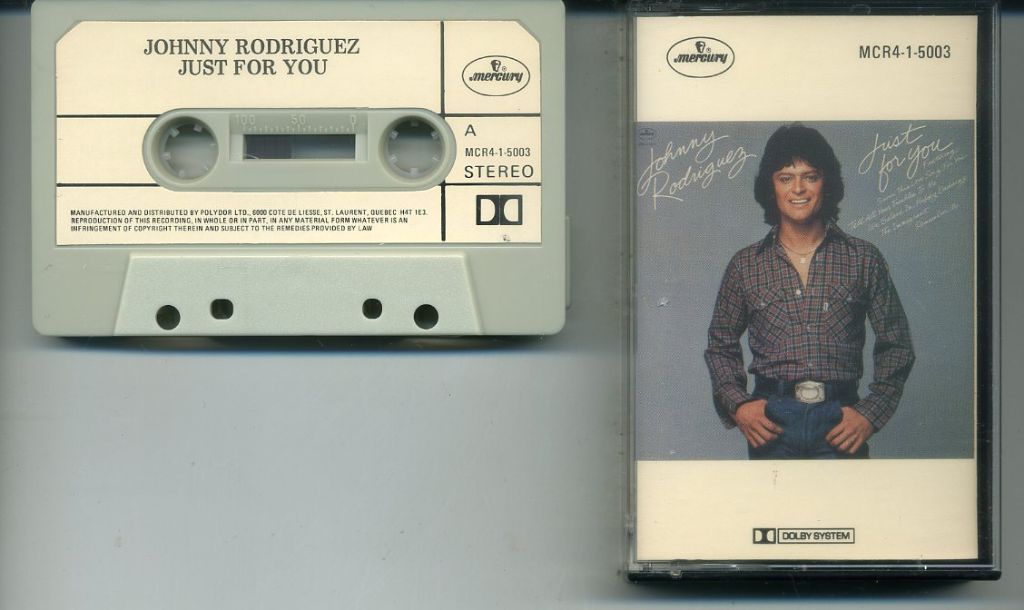 JOHNNY RODRIGUEZ
JUST FOR YOU
mercury
100 50 0
A
MCR4-1-5003
STEREO
MANUFACTURED AND DISTRIBUTED BY POLYDOR LTD., 6000 COTE DE LIESSE, ST. LAURENT, QUEBEC H4T 1E3.
REPRODUCTION OF THIS RECORDING, IN WHOLE OR IN PART, IN ANY MATERIAL FORM WHATEVER IS AN
INFRINGEMENT OF COPYRIGHT THEREIN AND SUBJECT TO THE REMEDIES PROVIDED BY LAW
mercury
MCR4-1-5003
Johnny
Rodriguez
Just
for you
Featuring
DOLBY SYSTEM